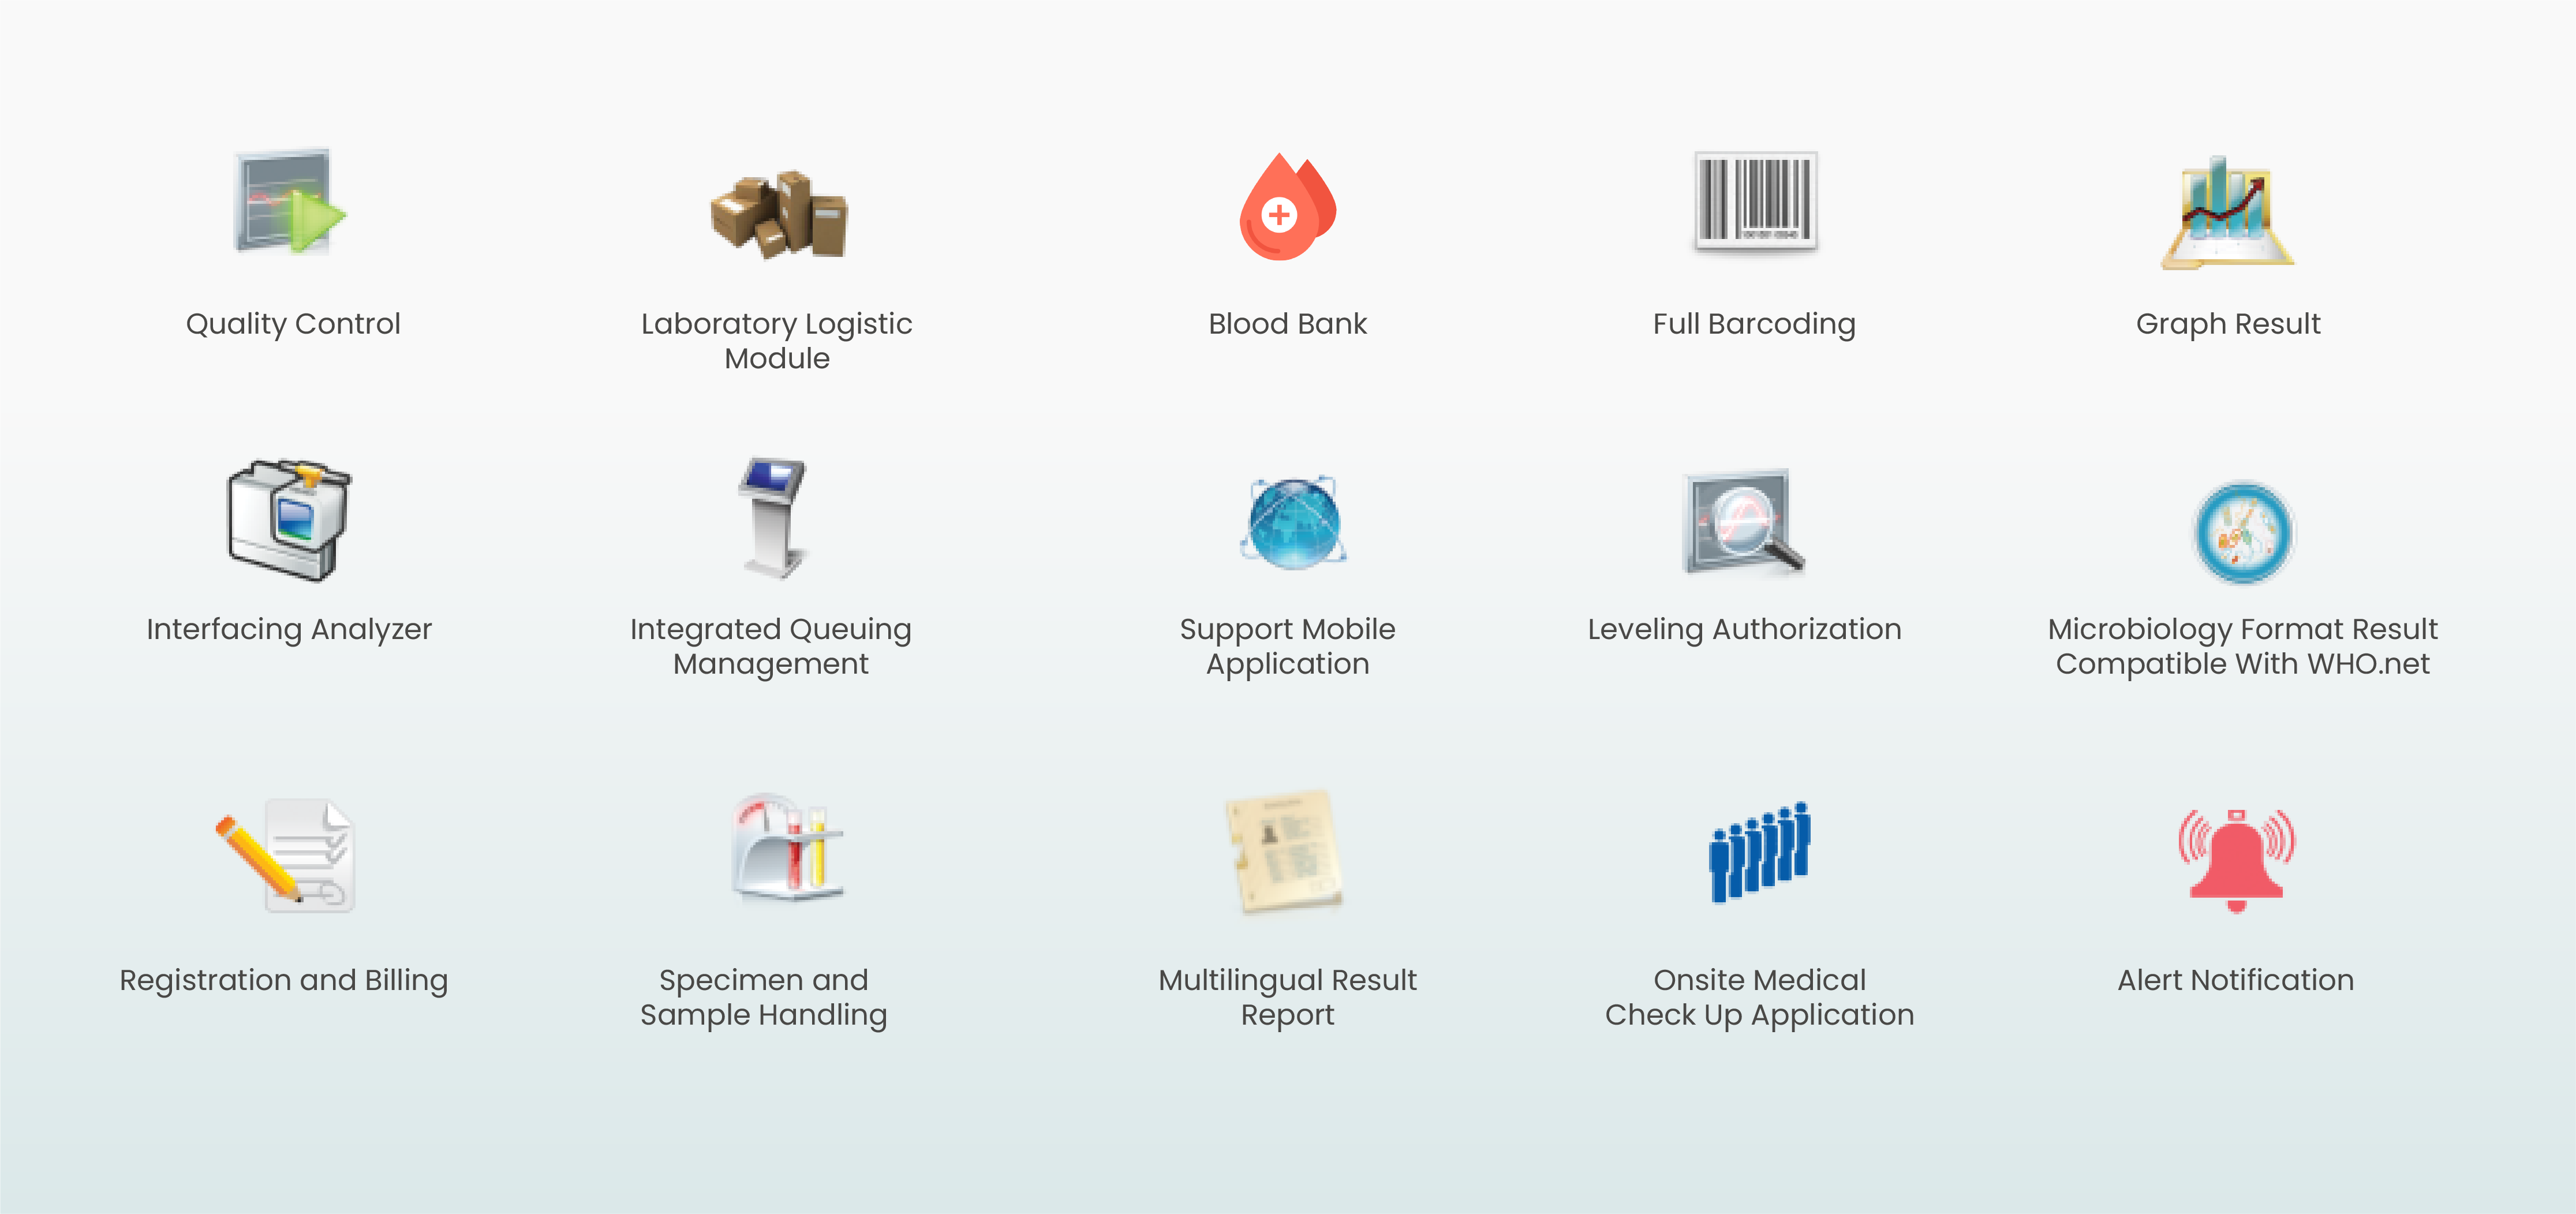 Quality Control
Laboratory Logistic
Module
Blood Bank
Full Barcoding
Graph Result
Interfacing Analyzer
Integrated Queuing
Management
Support Mobile
Application
Leveling Authorization
Microbiology Format Result
Compatible With WHO.net
Registration and Billing
Specimen and
Sample Handling
Multilingual Result
Report
Onsite Medical
Check Up Application
Alert Notification